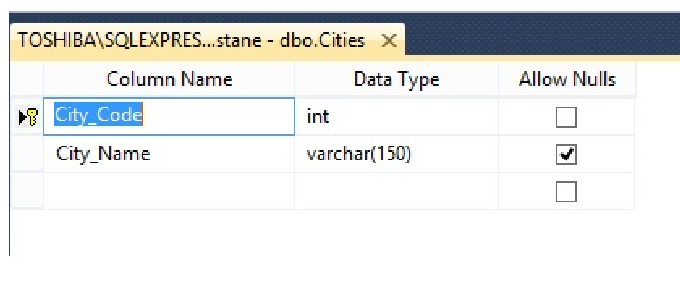 TOSHIBA\SQLEXPRES...stane - dbo.Cities
Column Name Data Type Allow Nulls
City_Code int
City_Name varchar(150)